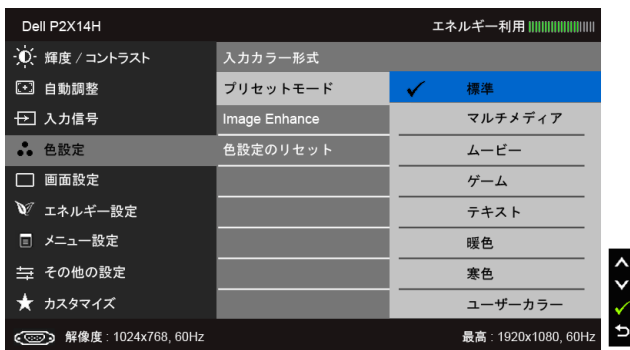 Dell P2X14H エネルギー利用
輝度 / コントラスト 入力カラー形式
自動調整 プリセットモード 標準
入力信号 Image Enhance マルチメディア
色設定 色設定のリセット ムービー
画面設定 ゲーム
エネルギー設定 テキスト
メニュー設定 暖色
その他の設定 寒色
カスタマイズ ユーザーカラー
解像度 : 1024x768, 60Hz 最高 : 1920x1080, 60Hz